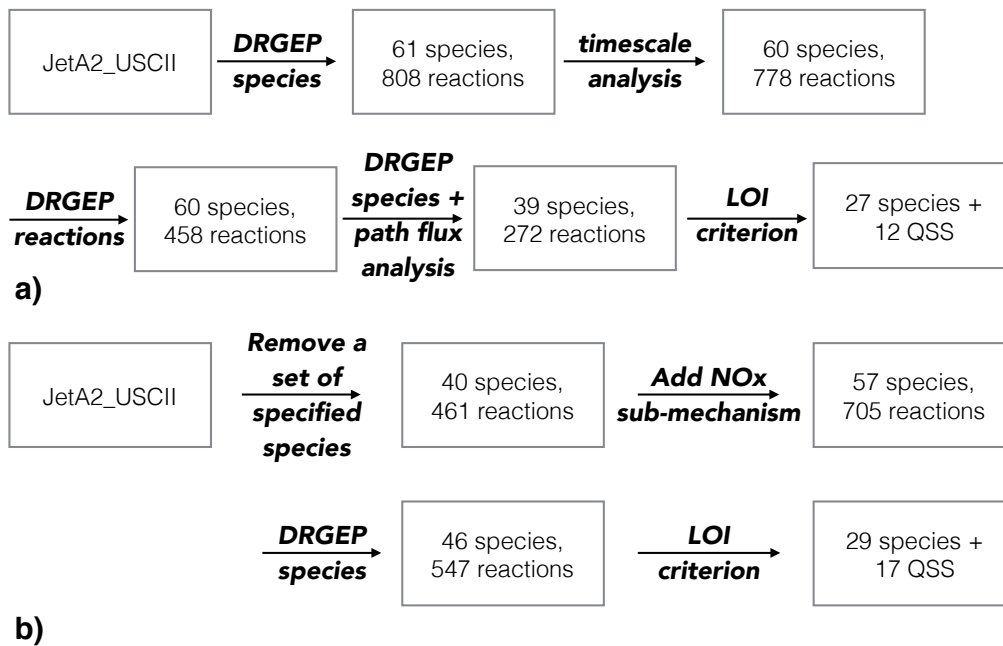 JetA2_USCII
DRGEP
species
61 species,
808 reactions
timescale
analysis
60 species,
778 reactions
DRGEP
reactions
60 species,
458 reactions
DRGEP
species +
path flux
analysis
39 species,
272 reactions
LOI
criterion
27 species +
12 QSS
a)
JetA2_USCII
Remove a
set of
specified
species
40 species,
461 reactions
Add NOx
sub-mechanism
57 species,
705 reactions
DRGEP
species
46 species,
547 reactions
LOI
criterion
29 species +
17 QSS
b)